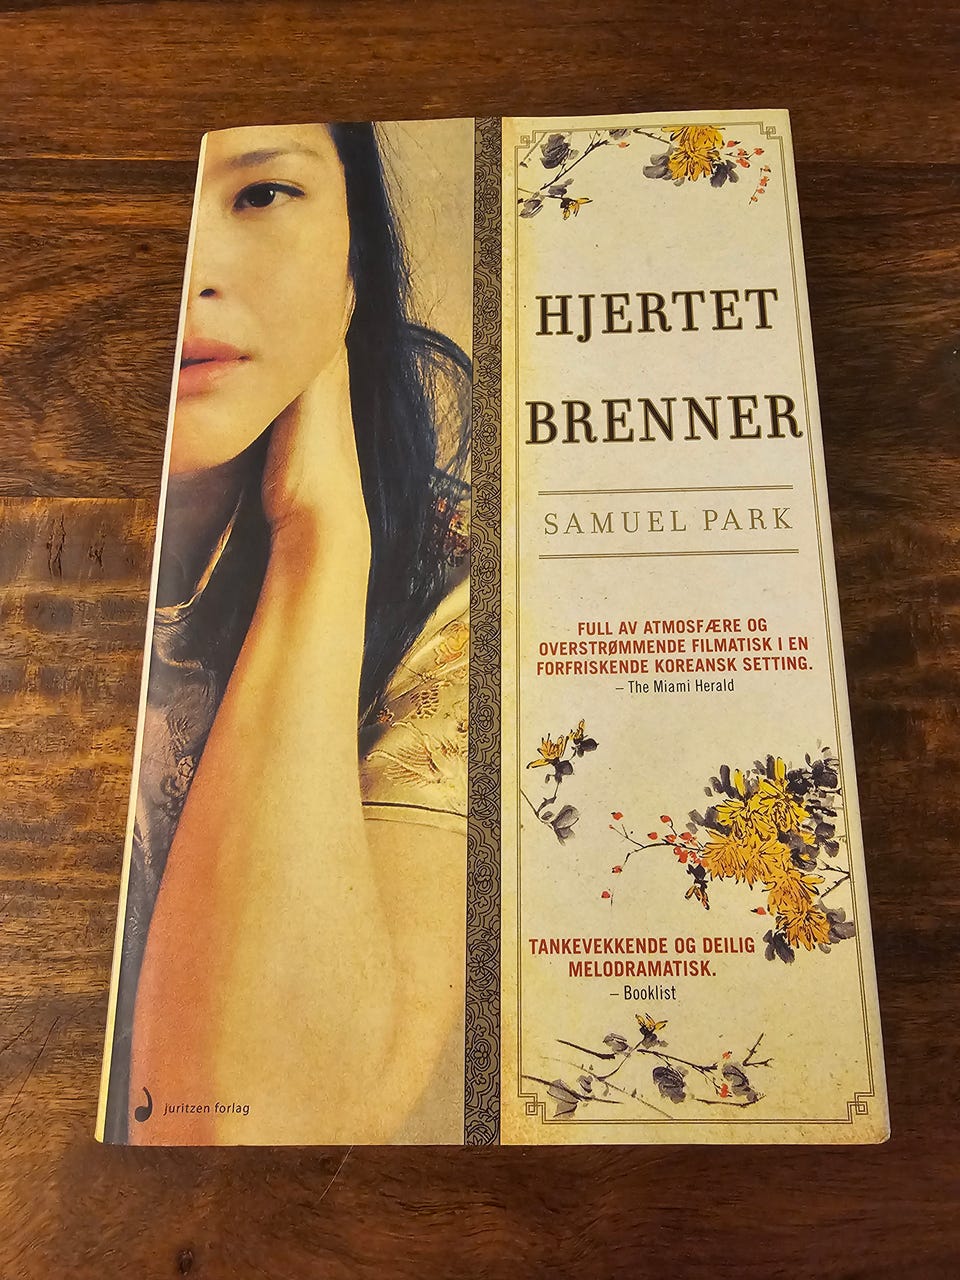 HJERTET
BRENNER
SAMUEL PARK
FULL AV ATMOSFÆRE OG
OVERSTRØMMENDE FILMATISK I EN
FORFRISKENDE KOREANSK SETTING.
– The Miami Herald
TANKEVEKKENDE OG DEILIG
MELODRAMATISK.
– Booklist
juritzen forlag